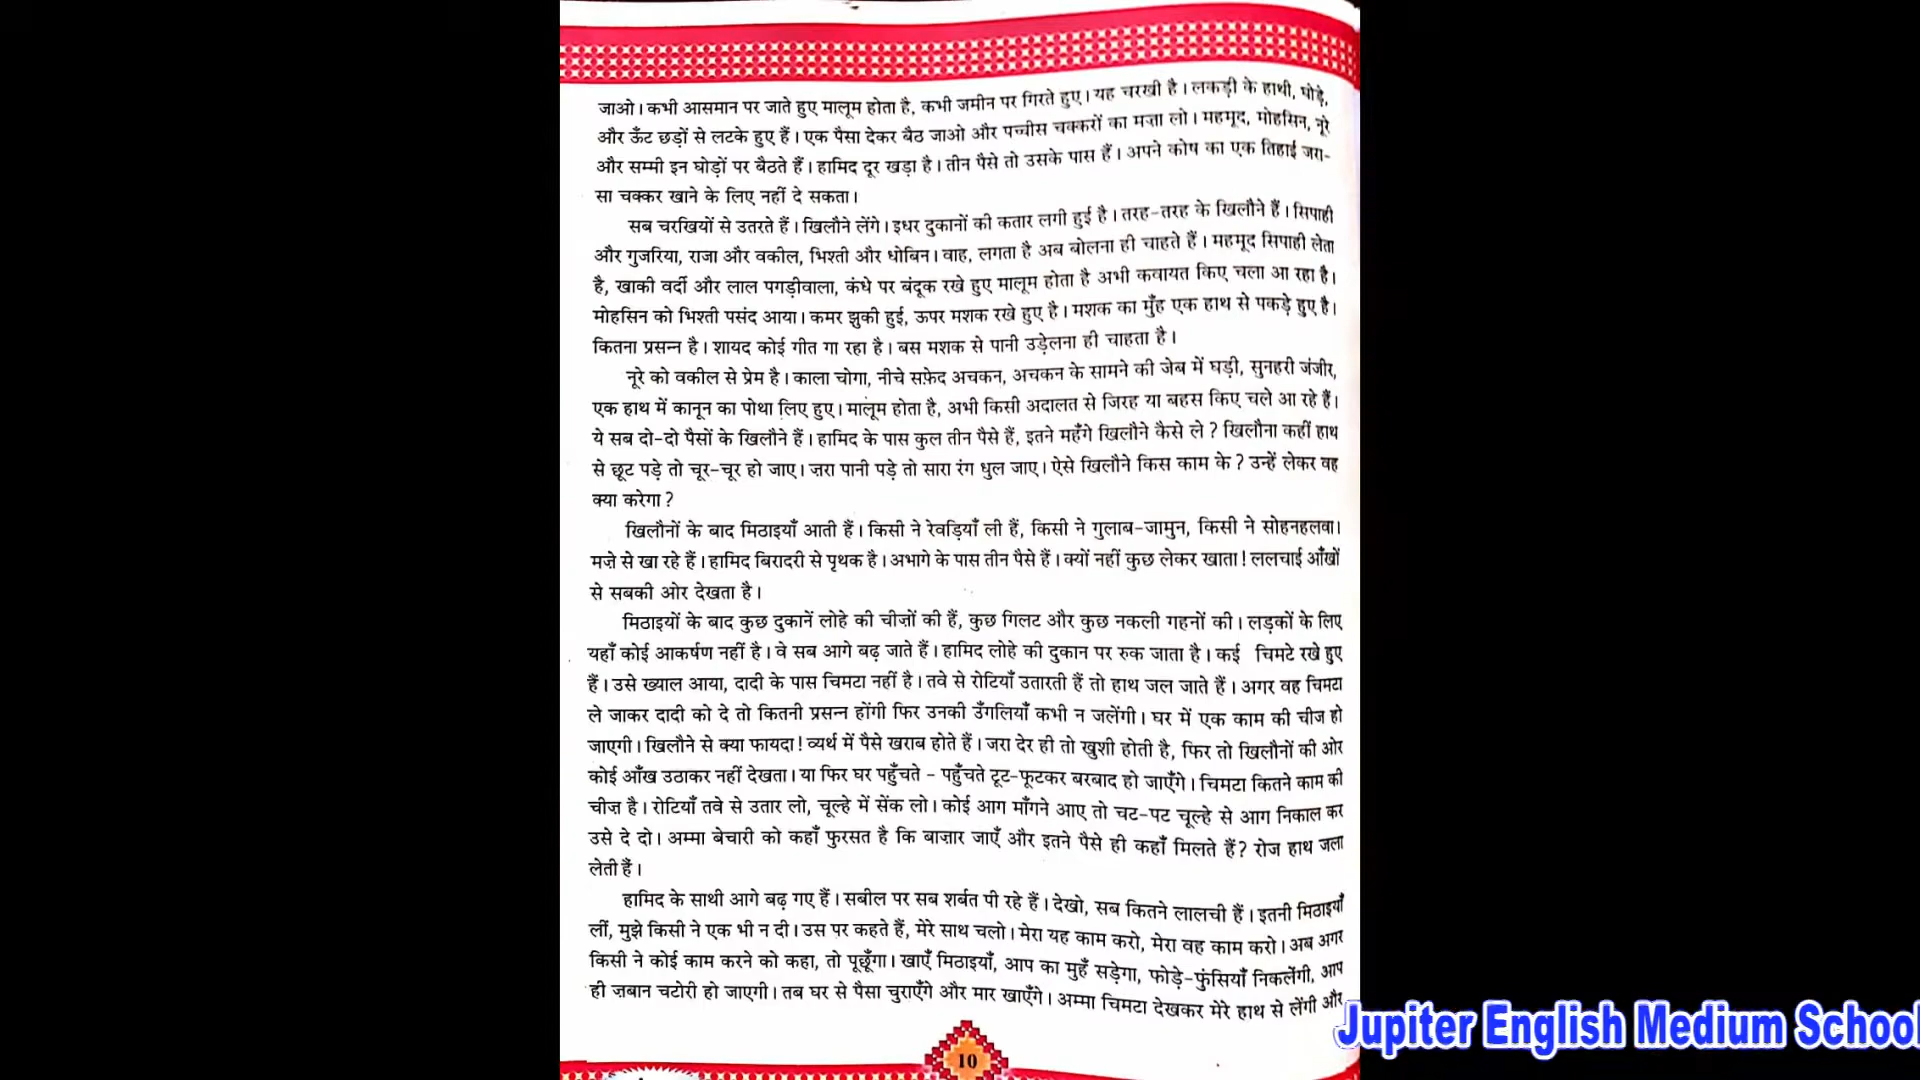 जाओ। कभी आसमान पर जाते हुए मालूम होता है, कभी जमीन पर गिरते हुए। यह चरखी है। लकड़ी के हाथी, घोड़े,
और ऊँट छड़ों से लटके हुए हैं। एक पैसा देकर बैठ जाओ और पच्चीस चक्करों का मज़ा लो। महमूद, मोहसिन, नूरे
और सम्मी इन घोड़ों पर बैठते हैं। हामिद दूर खड़ा है। तीन पैसे तो उसके पास हैं। अपने कोष का एक तिहाई जरा-
सा चक्कर खाने के लिए नहीं दे सकता।
सब चरखियों से उतरते हैं। खिलौने लेंगे। इधर दुकानों की कतार लगी हुई है। तरह-तरह के खिलौने हैं। सिपाही
और गुजरिया, राजा और वकील, भिश्ती और धोबिन। वाह, लगता है अब बोलना ही चाहते हैं। महमूद सिपाही लेता
है, खाकी वर्दी और लाल पगड़ीवाला, कंधे पर बंदूक रखे हुए मालूम होता है अभी कवायत किए चला आ रहा है।
मोहसिन को भिश्ती पसंद आया। कमर झुकी हुई, ऊपर मशक रखे हुए है। मशक का मुँह एक हाथ से पकड़े हुए है।
कितना प्रसन्न है। शायद कोई गीत गा रहा है। बस मशक से पानी उड़ेलना ही चाहता है।
नूरे को वकील से प्रेम है। काला चोगा, नीचे सफ़ेद अचकन, अचकन के सामने की जेब में घड़ी, सुनहरी जंजीर,
एक हाथ में कानून का पोथा लिए हुए। मालूम होता है, अभी किसी अदालत से जिरह या बहस किए चले आ रहे हैं।
ये सब दो-दो पैसों के खिलौने हैं। हामिद के पास कुल तीन पैसे हैं, इतने महँगे खिलौने कैसे ले ? खिलौना कहीं हाथ
से छूट पड़े तो चूर-चूर हो जाए। ज़रा पानी पड़े तो सारा रंग धुल जाए। ऐसे खिलौने किस काम के ? उन्हें लेकर वह
क्या करेगा ?
खिलौनों के बाद मिठाइयाँ आती हैं। किसी ने रेवड़ियाँ ली हैं, किसी ने गुलाब-जामुन, किसी ने सोहनहलवा।
मज़े से खा रहे हैं। हामिद बिरादरी से पृथक है। अभागे के पास तीन पैसे हैं। क्यों नहीं कुछ लेकर खाता ! ललचाई आँखों
से सबकी ओर देखता है।
मिठाइयों के बाद कुछ दुकानें लोहे की चीज़ों की हैं, कुछ गिलट और कुछ नकली गहनों की। लड़कों के लिए
यहाँ कोई आकर्षण नहीं है। वे सब आगे बढ़ जाते हैं। हामिद लोहे की दुकान पर रुक जाता है। कई चिमटे रखे हुए
हैं। उसे ख्याल आया, दादी के पास चिमटा नहीं है। तवे से रोटियाँ उतारती हैं तो हाथ जल जाते हैं। अगर वह चिमटा
ले जाकर दादी को दे तो कितनी प्रसन्न होंगी फिर उनकी उँगलियाँ कभी न जलेंगी। घर में एक काम की चीज हो
जाएगी। खिलौने से क्या फायदा ! व्यर्थ में पैसे खराब होते हैं। जरा देर ही तो खुशी होती है, फिर तो खिलौनों की ओर
कोई आँख उठाकर नहीं देखता। या फिर घर पहुँचते - पहुँचते टूट-फूटकर बरबाद हो जाएँगे। चिमटा कितने काम की
चीज़ है। रोटियाँ तवे से उतार लो, चूल्हे में सेंक लो। कोई आग माँगने आए तो चट-पट चूल्हे से आग निकाल कर
उसे दे दो। अम्मा बेचारी को कहाँ फुरसत है कि बाज़ार जाएँ और इतने पैसे ही कहाँ मिलते हैं? रोज हाथ जला
लेती हैं।
हामिद के साथी आगे बढ़ गए हैं। सबील पर सब शर्बत पी रहे हैं। देखो, सब कितने लालची हैं। इतनी मिठाइयाँ
लीं, मुझे किसी ने एक भी न दी। उस पर कहते हैं, मेरे साथ चलो। मेरा यह काम करो, मेरा वह काम करो। अब अगर
किसी ने कोई काम करने को कहा, तो पूछूँगा। खाएँ मिठाइयाँ, आप का मुहँ सड़ेगा, फोड़े-फुंसियाँ निकलेंगी, आप
ही ज़बान चटोरी हो जाएगी। तब घर से पैसा चुराएँगे और मार खाएँगे। अम्मा चिमटा देखकर मेरे हाथ से लेंगी और
Jupiter English Medium School
10